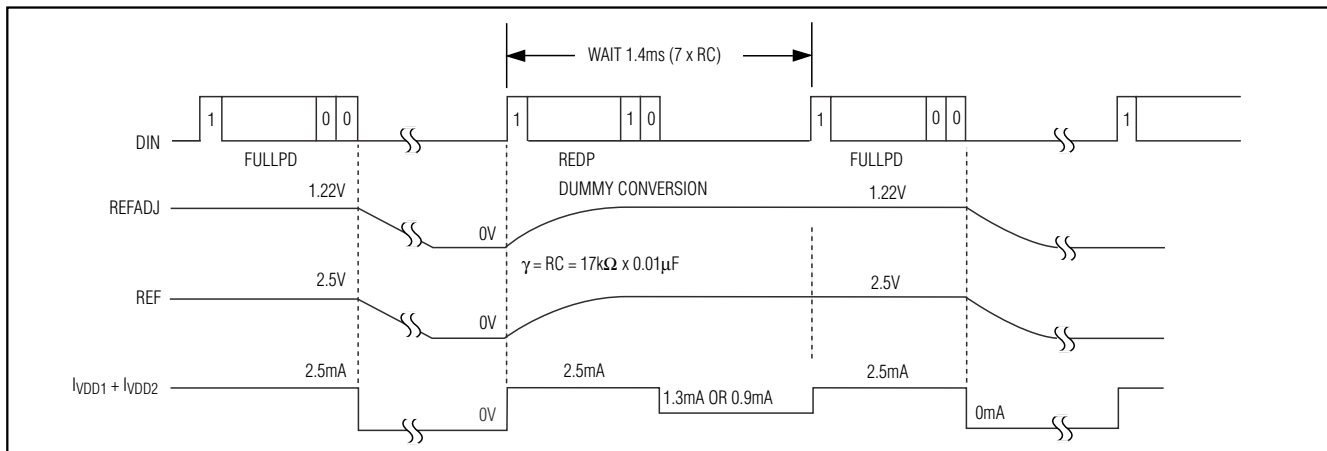 WAIT 1.4ms (7 x RC)
DIN 1 0 0 1 1 0 1 0 0 1
FULLPD REDP FULLPD
DUMMY CONVERSION
REFADJ 1.22V 0V 1.22V
γ = RC = 17kΩ x 0.01μF
REF 2.5V 0V 2.5V
IVDD1 + IVDD2 2.5mA 0V 2.5mA 1.3mA OR 0.9mA 2.5mA 0mA